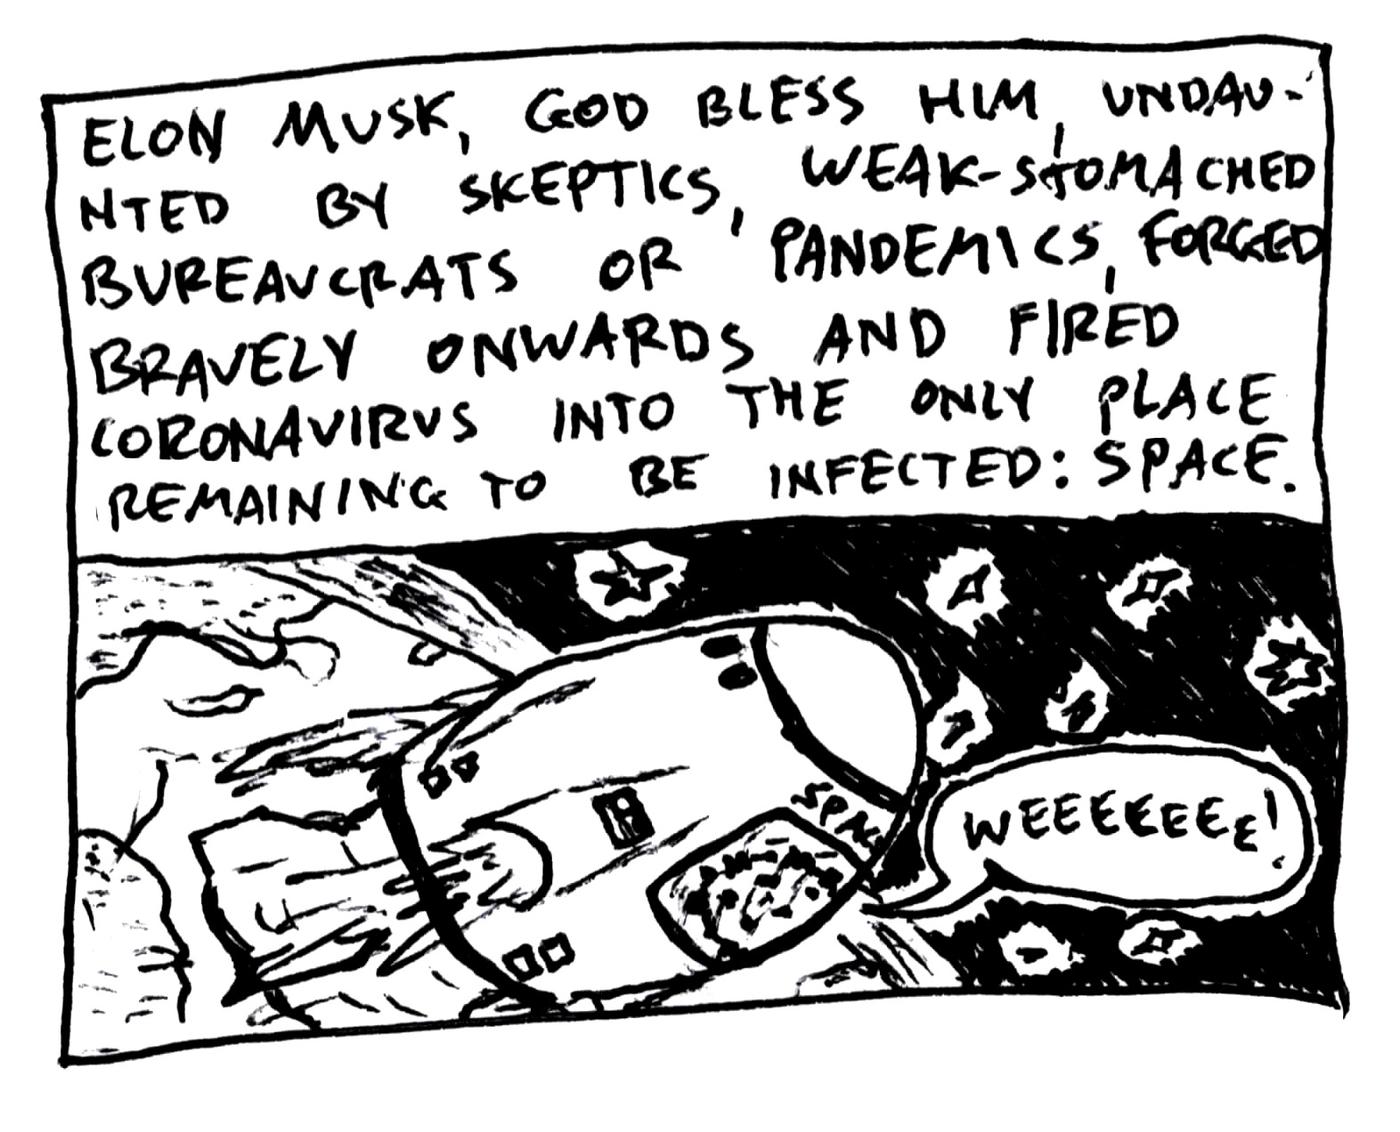 ELON MUSK, GOD BLESS HIM, UNDAU-
NTED BY SKEPTICS, WEAK-STOMACHED
BUREAUCRATS OR PANDEMICS, FORGED
BRAVELY ONWARDS AND FIRED
CORONAVIRUS INTO THE ONLY PLACE
REMAINING TO BE INFECTED: SPACE.
WEEEEEEE!